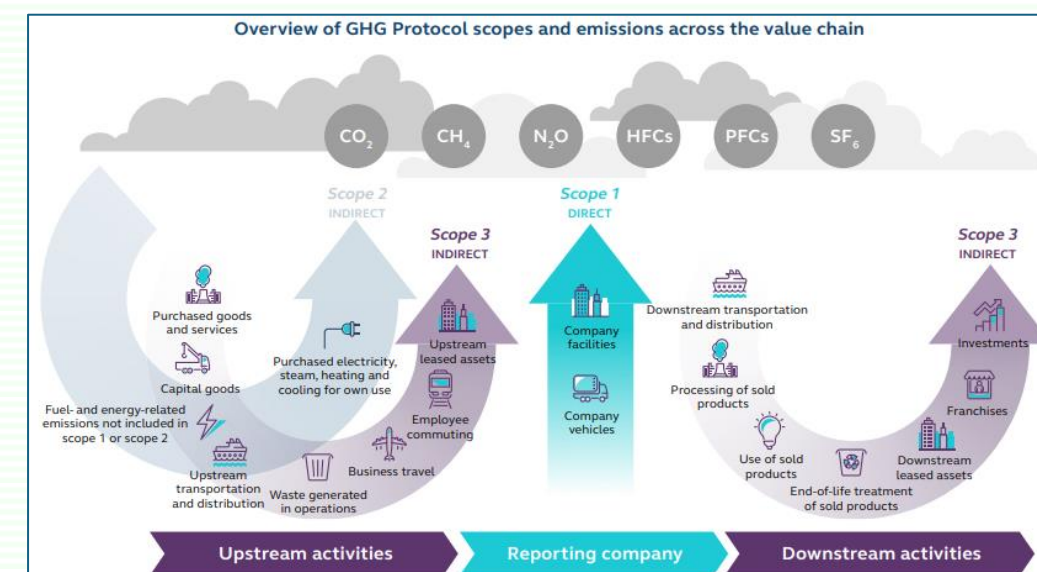 Overview of GHG Protocol scopes and emissions across the value chain
CO₂
CH₄
N₂O
HFCs
PFCs
SF₆
Scope 2
INDIRECT
Scope 3
INDIRECT
Scope 1
DIRECT
Scope 3
INDIRECT
Purchased goods
and services
Capital goods
Fuel- and energy-related
emissions not included in
scope 1 or scope 2
Upstream
transportation
and distribution
Waste generated
in operations
Business travel
Employee
commuting
Upstream
leased assets
Purchased electricity,
steam, heating and
cooling for own use
Company
facilities
Company
vehicles
Downstream transportation
and distribution
Processing of sold
products
Use of sold
products
End-of-life treatment
of sold products
Downstream
leased assets
Franchises
Investments
Upstream activities
Reporting company
Downstream activities